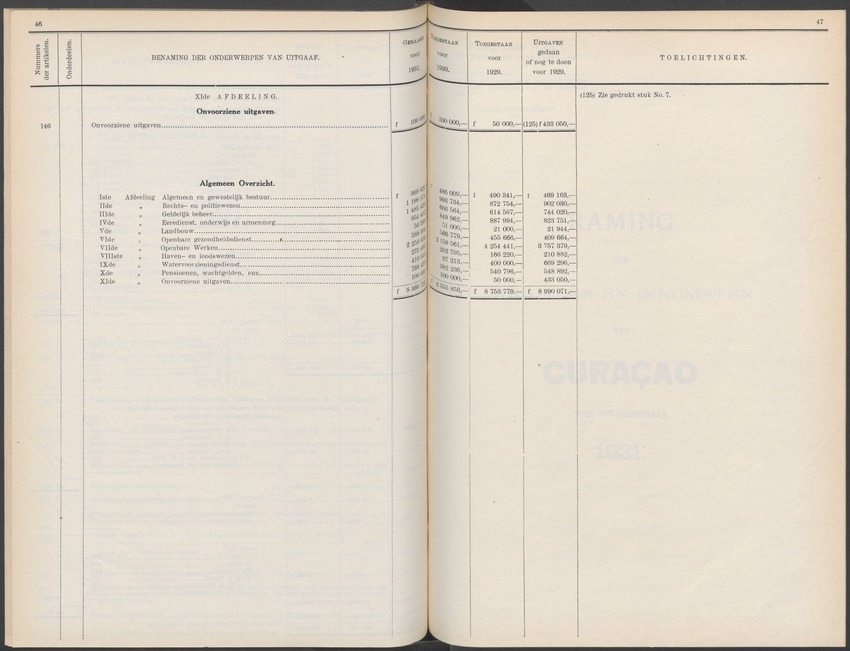 46
47
Nummers der artikelen.
Onderdeelen.
BENAMING DER ONDERWERPEN VAN UITGAAF.
GERAAMD voor 1931.
TOEGESTAAN voor 1930.
TOEGESTAAN voor 1929.
UITGAVEN gedaan of nog te doen voor 1929.
TOELICHTINGEN.
XIde AFDEELING.
(125) Zie gedrukt stuk No. 7.
Onvoorziene uitgaven.
146 Onvoorziene uitgaven f 100 000,— f 50 000,— (125) f 433 050,—
Algemeen Overzicht.
Iste Afdeeling Algemeen en gewestelijk bestuur f 486 009,— f 490 341,— f 469 163,—
IIde „ Rechts- en politiewezen 872 754,— 902 030,—
IIIde „ Geldelijk beheer 614 567,— 744 020,—
IVde „ Eeredienst, onderwijs en armenzorg 849 962,— 887 994,— 823 751,—
Vde „ Landbouw 51 000,— 21 000,— 21 944,—
VIde „ Openbare gezondheidsdienst 566 779,— 455 666,— 409 664,—
VIIde „ Openbare Werken 3 159 561,— 4 254 441,— 3 757 379,—
VIIIste „ Haven- en loodswezen 202 795,— 166 220,— 210 882,—
IXde „ Watervoorzieningsdienst 97 213,— 400 000,— 669 296,—
Xde „ Pensioenen, wachtgelden, enz 382 236,— 540 796,— 548 892,—
XIde „ Onvoorziene uitgaven 100 000,— 50 000,— 433 050,—
f 8 753 779,— f 8 990 071,—
CURAÇAO
1931.